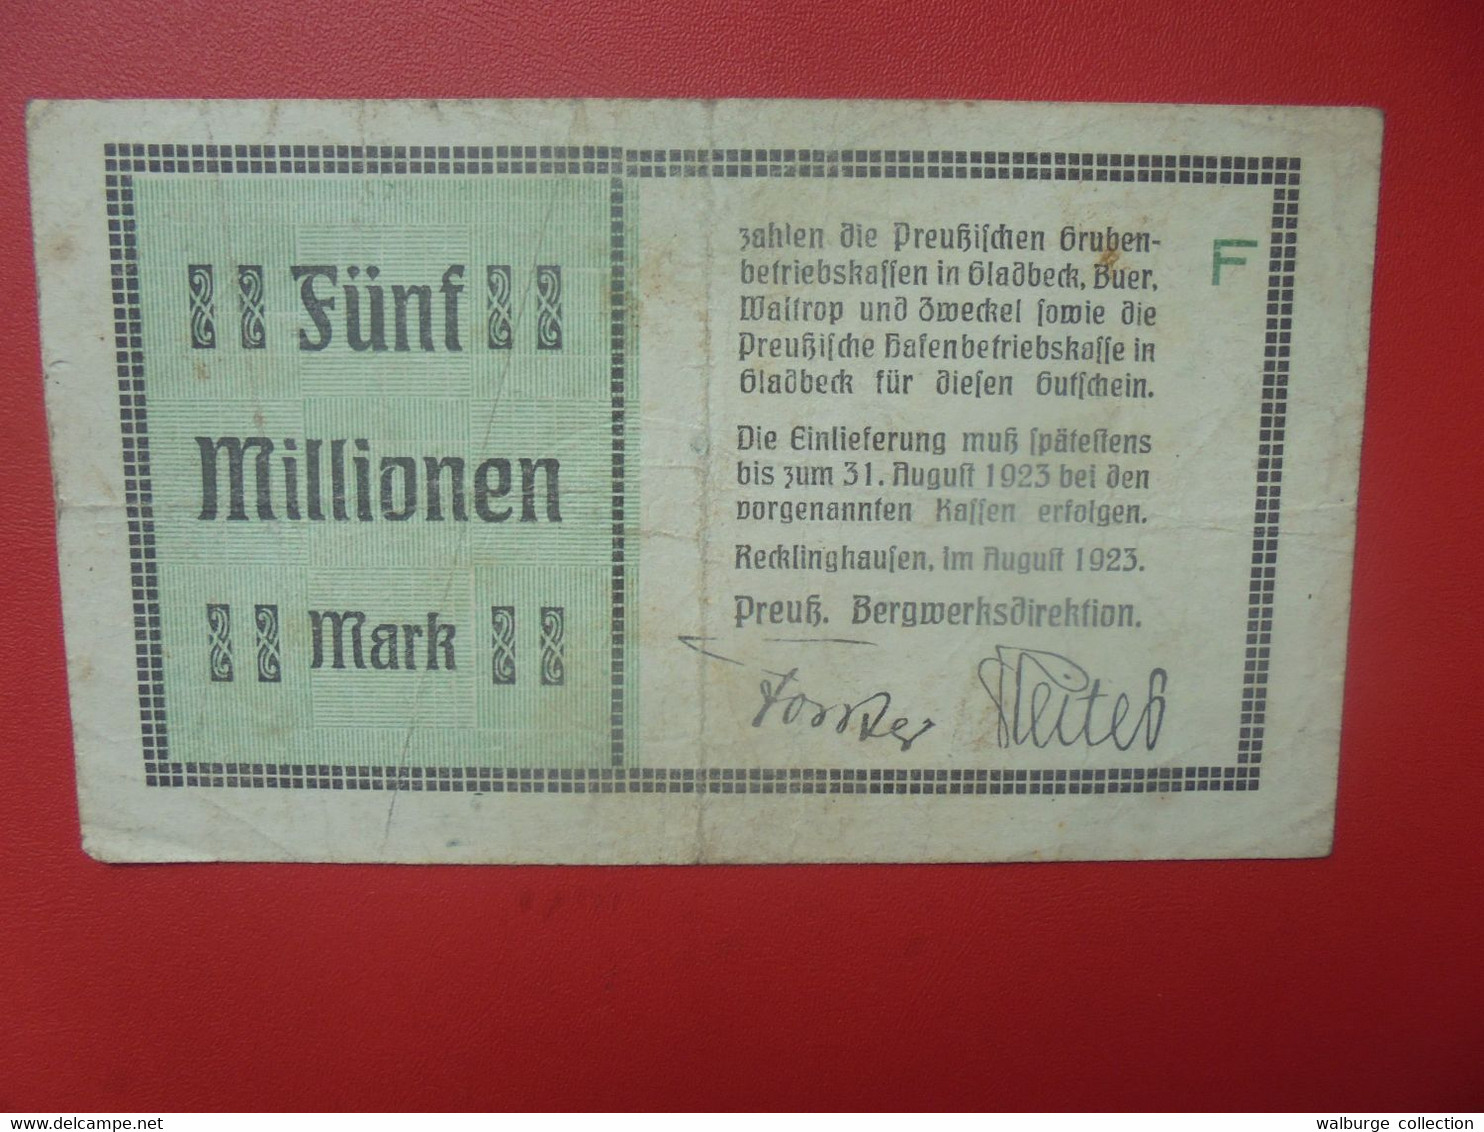 Fünf
Millionen
Mark
zahlen die Preußischen Gruben-
betriebskassen in Gladbeck, Buer,
Waltrop und Zweckel sowie die
Preußische Hafenbetriebskasse in
Gladbeck für diesen Gutschein.
Die Einlieferung muß spätestens
bis zum 31. August 1923 bei den
vorgenannten Kassen erfolgen.
Recklinghausen, im August 1923.
Preuß. Bergwerksdirektion.
F
delcampe.net
walburge collection